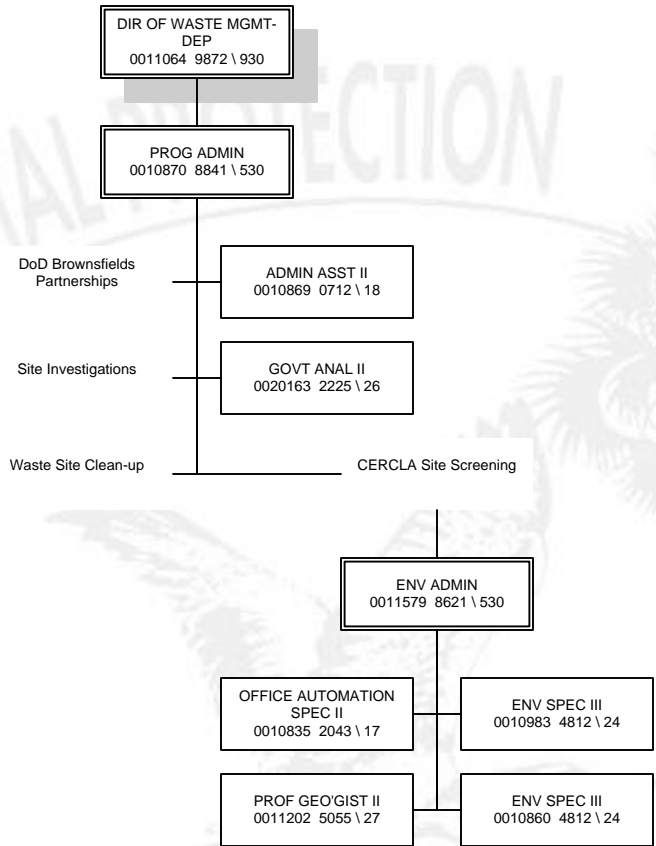 DIR OF WASTE MGMT-
DEP
0011064 9872 \ 930
PROG ADMIN
0010870 8841 \ 530
DoD Brownsfields
Partnerships
ADMIN ASST II
0010869 0712 \ 18
Site Investigations
GOVT ANAL II
0020163 2225 \ 26
Waste Site Clean-up
CERCLA Site Screening
ENV ADMIN
0011579 8621 \ 530
OFFICE AUTOMATION
SPEC II
0010835 2043 \ 17
ENV SPEC III
0010983 4812 \ 24
PROF GEO'GIST II
0011202 5055 \ 27
ENV SPEC III
0010860 4812 \ 24
PROTECTION